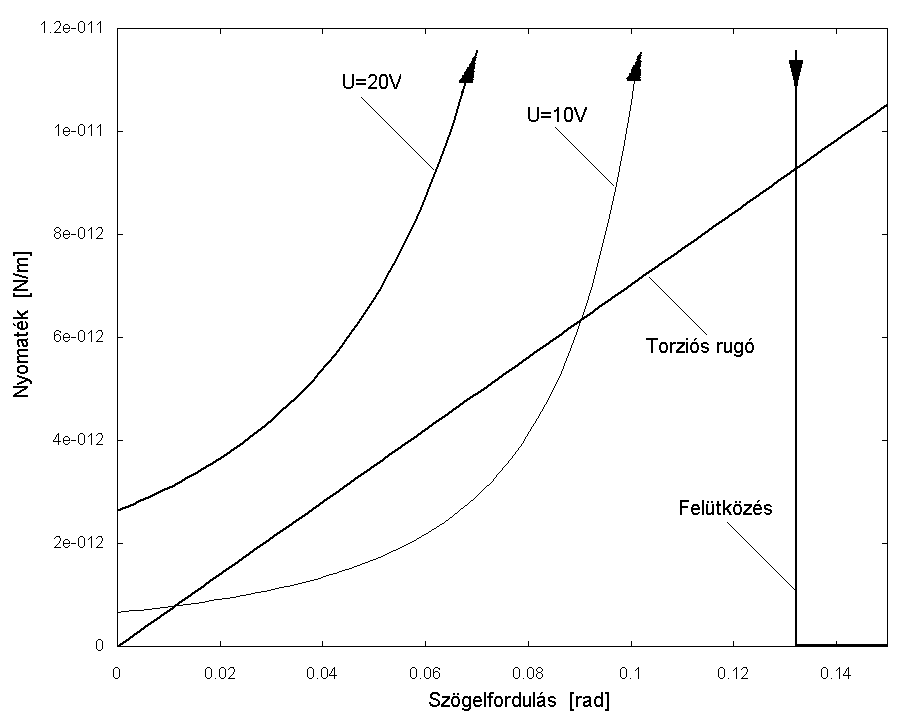 1.2e-011
U=20V
U=10V
1e-011
8e-012
Nyomaték [N/m]
6e-012
Torziós rugó
4e-012
Felütközés
2e-012
0
0
0.02
0.04
0.06
0.08
0.1
0.12
0.14
Szögelfordulás [rad]